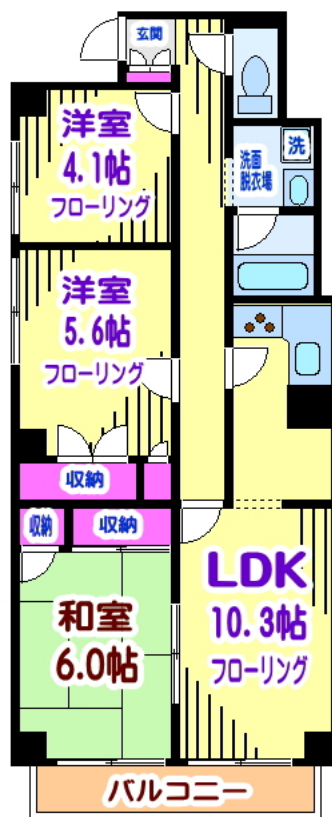 玄関
洋室
4.1帖
フローリング
洗
洗面
脱衣場
洋室
5.6帖
フローリング
収納
収納
収納
LDK
10.3帖
フローリング
和室
6.0帖
バルコニー